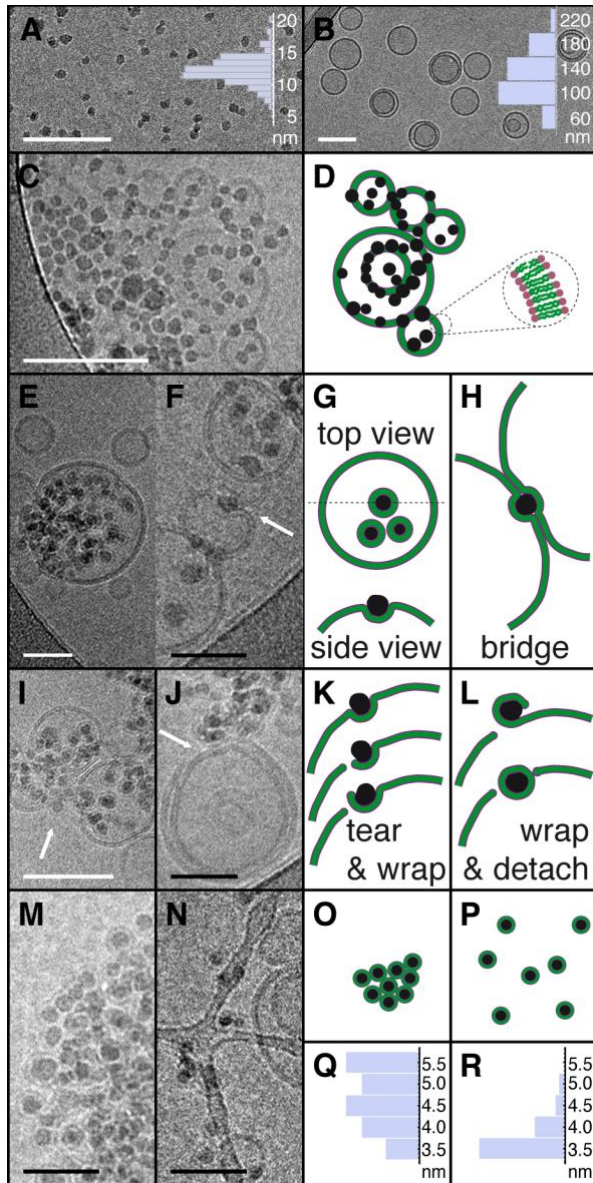 A
20
15
10
5
nm
B
220
180
140
100
60
nm
C
D
E
F
G
top view
side view
H
bridge
I
J
K
tear
& wrap
L
wrap
& detach
M
N
O
P
Q
5.5
5.0
4.5
4.0
3.5
nm
R
5.5
5.0
4.5
4.0
3.5
nm